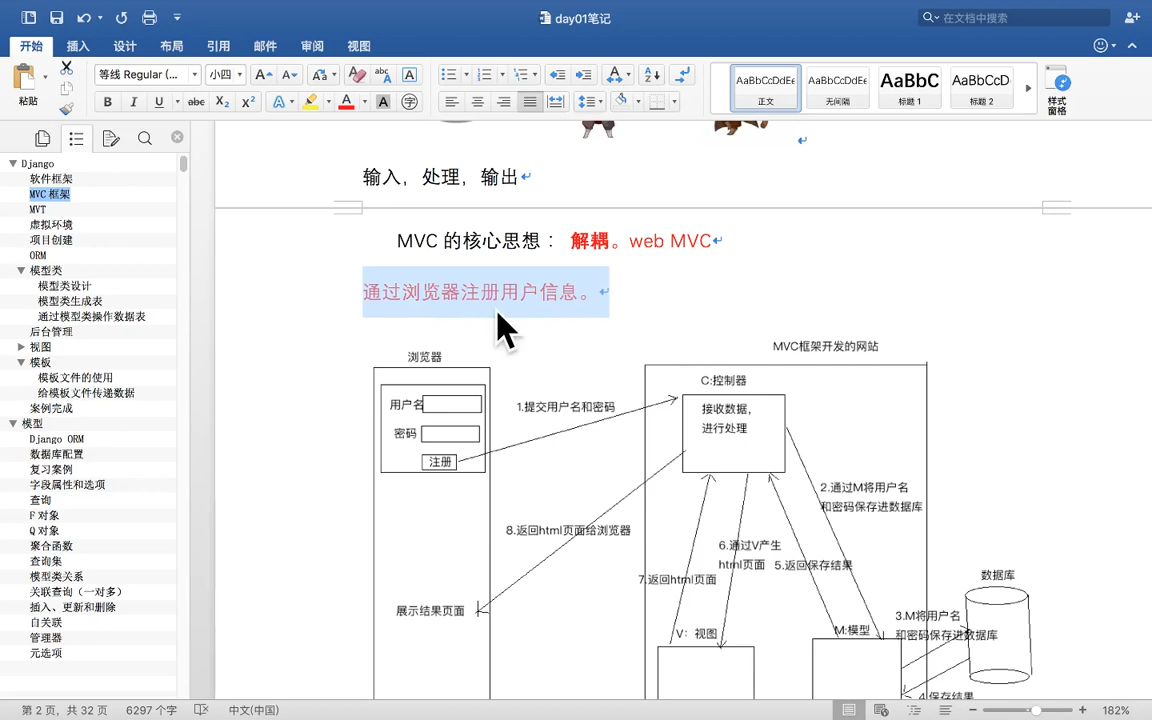 day01笔记
在文档中搜索
开始 插入 设计 布局 引用 邮件 审阅 视图
粘贴
等线 Regular (... 小四
AaBbCcDdEe AaBbCcDdEe AaBbC AaBbCcD
正文 无间隔 标题 1 标题 2
样式
窗格
Django
软件框架
MVC 框架
MVT
虚拟环境
项目创建
ORM
模型类
模型类设计
模型类生成表
通过模型类操作数据表
后台管理
视图
模板
模板文件的使用
给模板文件传递数据
案例完成
模型
Django ORM
数据库配置
复习案例
字段属性和选项
查询
F 对象
Q 对象
聚合函数
查询集
模型类关系
关联查询（一对多）
插入、更新和删除
自关联
管理器
元选项
输入，处理，输出
MVC 的核心思想： 解耦。web MVC
通过浏览器注册用户信息。
浏览器
MVC框架开发的网站
C:控制器
用户名
密码
注册
1.提交用户名和密码
接收数据，
进行处理
2.通过M将用户名
和密码保存进数据库
8.返回html页面给浏览器
6.通过V产生
html页面
5.返回保存结果
7.返回html页面
数据库
展示结果页面
V：视图
M:模型
3.M将用户名
和密码保存进数据库
4.保存结果
第 2 页，共 32 页 6297 个字 中文(中国) 182%